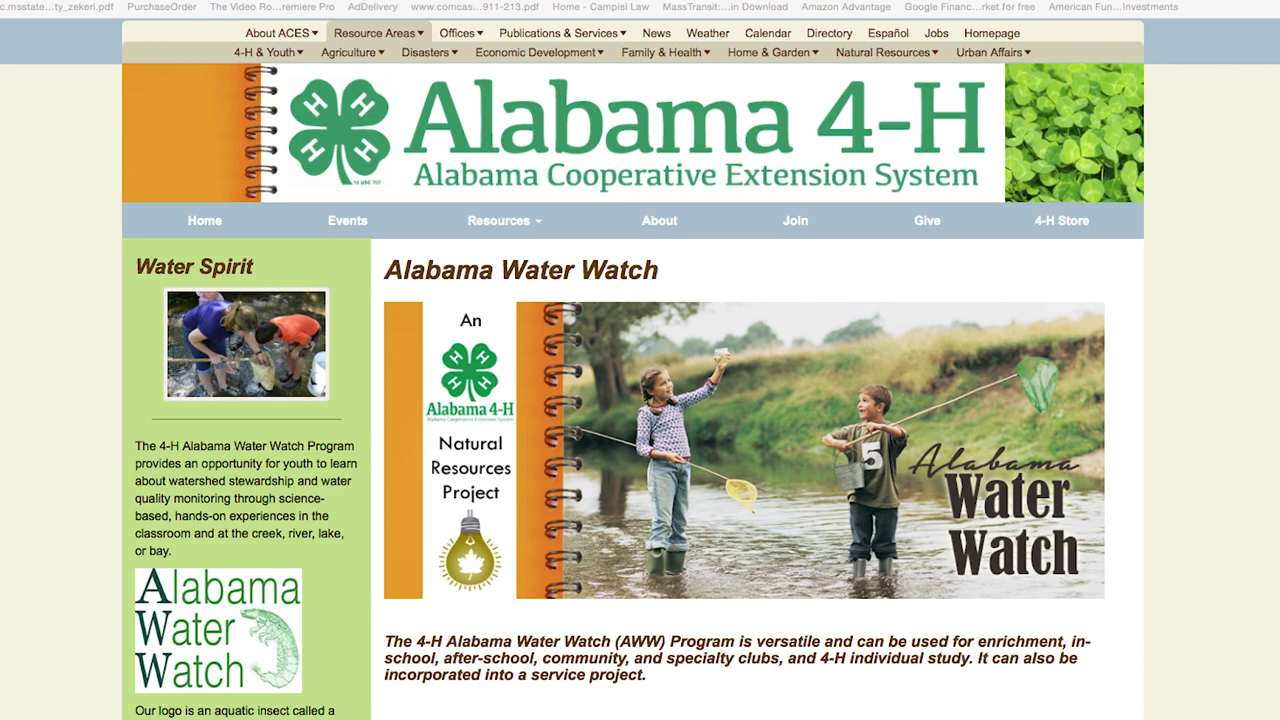 c.msstate...ty_zekeri.pdf PurchaseOrder The Video Ro...remiere Pro AdDelivery www.comcas...911-213.pdf Home - Campisi Law MassTransit:...in Download Amazon Advantage Google Financ...rket for free American Fun...Investments
About ACES Resource Areas Offices Publications & Services News Weather Calendar Directory Español Jobs Homepage
4-H & Youth Agriculture Disasters Economic Development Family & Health Home & Garden Natural Resources Urban Affairs
H H H H
Alabama 4-H
Alabama Cooperative Extension System
Home Events Resources About Join Give 4-H Store
Water Spirit
The 4-H Alabama Water Watch Program
provides an opportunity for youth to learn
about watershed stewardship and water
quality monitoring through science-
based, hands-on experiences in the
classroom and at the creek, river, lake,
or bay.
Alabama
Water
Watch
Our logo is an aquatic insect called a
Alabama Water Watch
An
H H H H
Alabama 4-H
Alabama Cooperative Extension System
Natural
Resources
Project
5
Alabama
Water
Watch
The 4-H Alabama Water Watch (AWW) Program is versatile and can be used for enrichment, in-
school, after-school, community, and specialty clubs, and 4-H individual study. It can also be
incorporated into a service project.